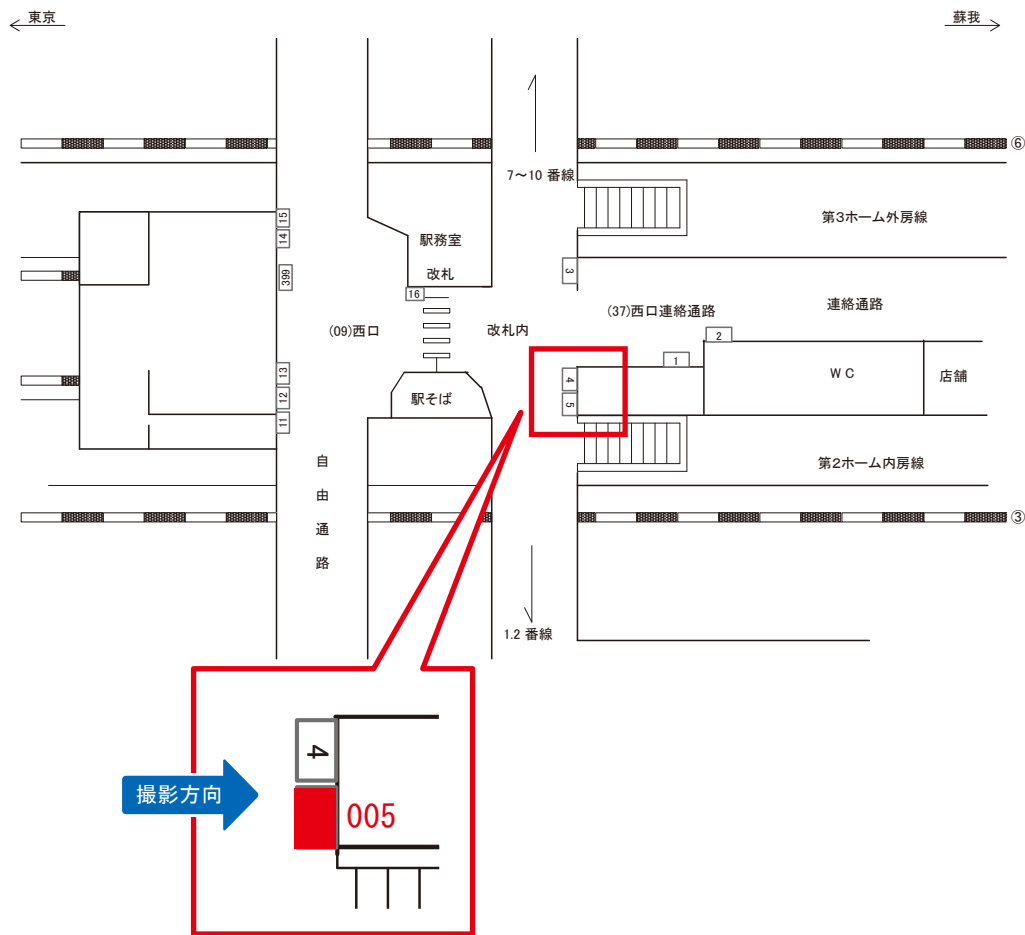 東京
蘇我
⑥
7～10 番線
15
14
399
駅務室
第3ホーム外房線
改札
3
16
(09)西口
改札内
(37)西口連絡通路
連絡通路
2
1
WC
店舗
13
12
11
4
5
駅そば
自由通路
第2ホーム内房線
③
1.2 番線
4
撮影方向
005